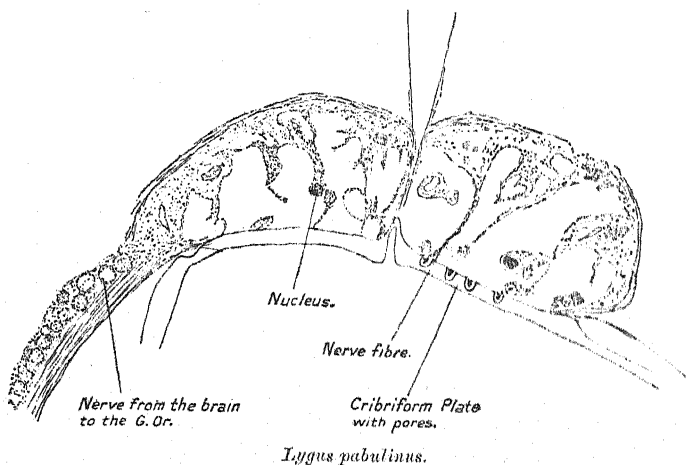 Nucleus.
Nerve fibre.
Nerve from the brain
to the G.Or.
Cribriform Plate
with pores.
Lygus pabulinus.